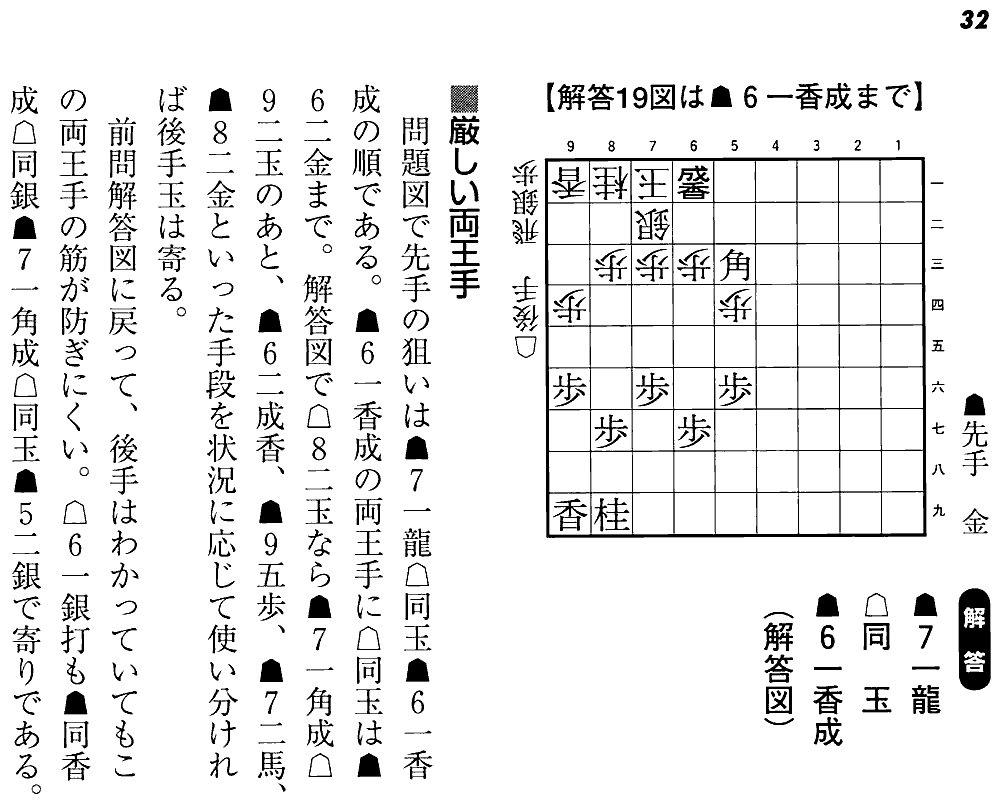 32
解答
☗7一龍
☖同　玉
☗6一香成
（解答図）
【解答19図は☗6一香成まで】
9 8 7 6 5 4 3 2 1
香桂王 一
銀 二
歩歩歩角 三
歩歩 四
五
歩歩歩 六
歩歩 七
八
香桂 九
☗先手　金
☖後手　飛銀歩
■厳しい両王手
　問題図で先手の狙いは☗7一龍☖同玉☗6一香
成の順である。☗6一香成の両王手に☖同玉は☗
6二金まで。解答図で☖8二玉なら☗7一角成☖
9二玉のあと、☗6二成香、☗9五歩、☗7二馬、
☗8二金といった手段を状況に応じて使い分けれ
ば後手玉は寄る。
　前問解答図に戻って、後手はわかっていてもこ
の両王手の筋が防ぎにくい。☖6一銀打も☗同香
成☖同銀☗7一角成☖同玉☗5二銀で寄りである。